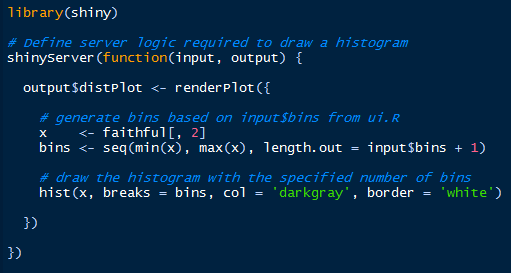 library(shiny)
# Define server logic required to draw a histogram
shinyServer(function(input, output) {
output$distPlot <- renderPlot({
# generate bins based on input$bins from ui.R
x    <- faithful[, 2]
bins <- seq(min(x), max(x), length.out = input$bins + 1)
# draw the histogram with the specified number of bins
hist(x, breaks = bins, col = 'darkgray', border = 'white')
})
})